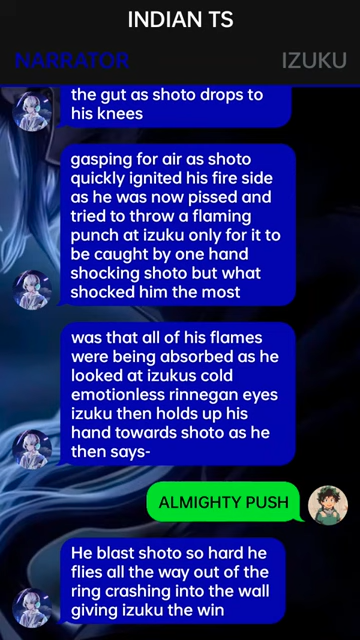 INDIAN TS
NARRATOR
IZUKU
the gut as shoto drops to
his knees
gasping for air as shoto
quickly ignited his fire side
as he was now pissed and
tried to throw a flaming
punch at izuku only for it to
be caught by one hand
shocking shoto but what
shocked him the most
was that all of his flames
were being absorbed as he
looked at izukus cold
emotionless rinnegan eyes
izuku then holds up his
hand towards shoto as he
then says-
ALMIGHTY PUSH
He blast shoto so hard he
flies all the way out of the
ring crashing into the wall
giving izuku the win